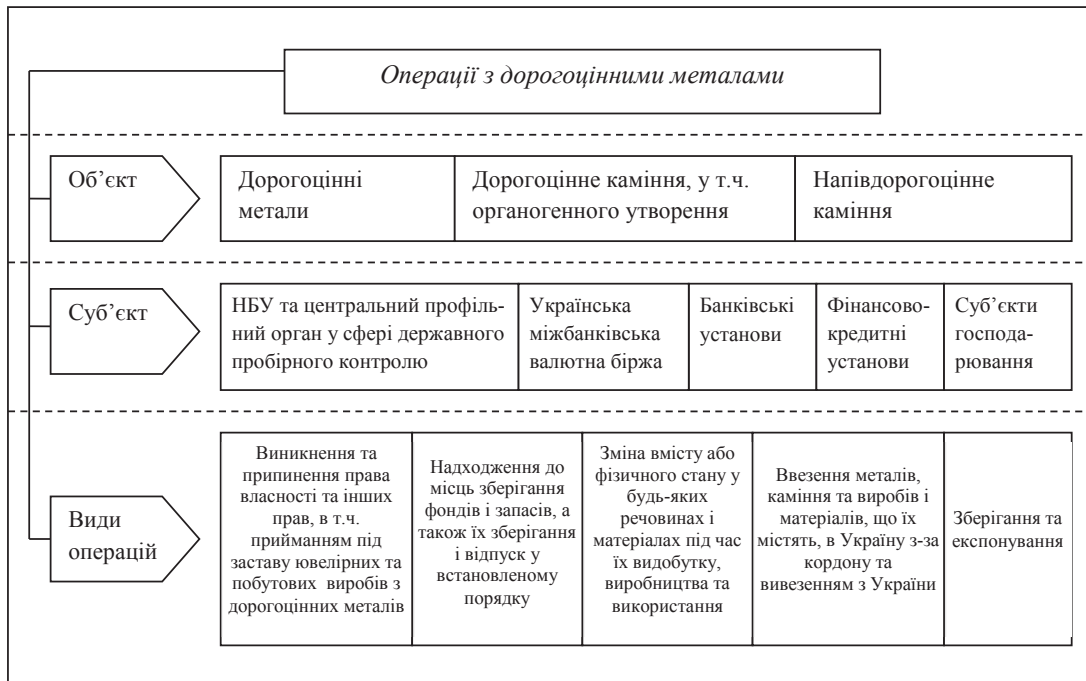 Операції з дорогоцінними металами
Об’єкт
Дорогоцінні
метали
Дорогоцінне каміння, у т.ч.
органогенного утворення
Напівдорогоцінне
каміння
Суб’єкт
НБУ та центральний профіль-
ний орган у сфері державного
пробірного контролю
Українська
міжбанківська
валютна біржа
Банківські
установи
Фінансово-
кредитні
установи
Суб’єкти
господа-
рювання
Види
операцій
Виникнення та
припинення права
власності та інших
прав, в т.ч.
прийманням під
заставу ювелірних та
побутових виробів з
дорогоцінних металів
Надходження до
місць зберігання
фондів і запасів, а
також їх зберігання
і відпуск у
встановленому
порядку
Зміна вмісту або
фізичного стану у
будь-яких
речовинах і
матеріалах під час
їх видобутку,
виробництва та
використання
Ввезення металів,
каміння та виробів і
матеріалів, що їх
містять, в Україну з-за
кордону та
вивезенням з України
Зберігання та
експонування